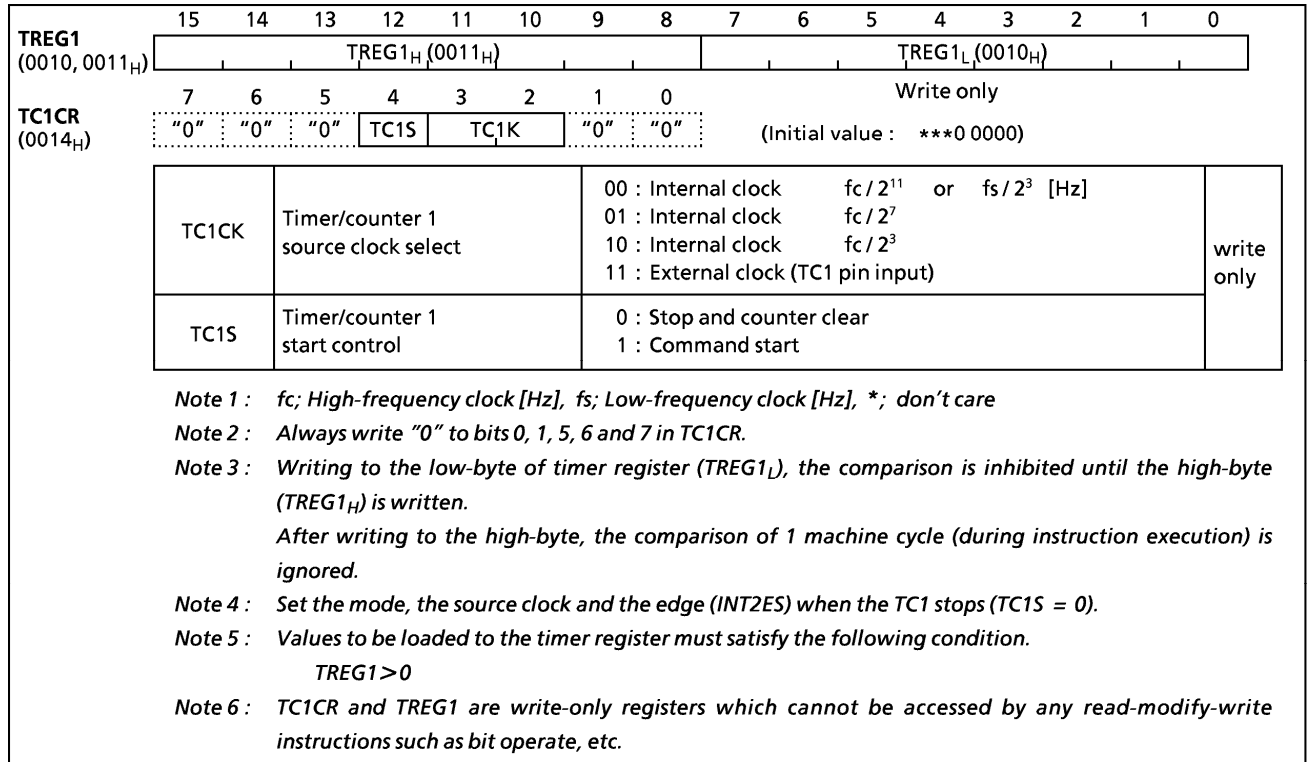 15 14 13 12 11 10 9 8 7 6 5 4 3 2 1 0
TREG1
(0010, 0011H)
TREG1H (0011H) TREG1L (0010H)
Write only
7 6 5 4 3 2 1 0
TC1CR
(0014H)
"0" "0" "0" TC1S TC1K "0" "0"
(Initial value : ***0 0000)
TC1CK
Timer/counter 1
source clock select
00 : Internal clock fc / 2¹¹ or fs / 2³ [Hz]
01 : Internal clock fc / 2⁷
10 : Internal clock fc / 2³
11 : External clock (TC1 pin input)
write
only
TC1S
Timer/counter 1
start control
0 : Stop and counter clear
1 : Command start
Note 1 : fc; High-frequency clock [Hz], fs; Low-frequency clock [Hz], *; don't care
Note 2 : Always write "0" to bits 0, 1, 5, 6 and 7 in TC1CR.
Note 3 : Writing to the low-byte of timer register (TREG1L), the comparison is inhibited until the high-byte
(TREG1H) is written.
After writing to the high-byte, the comparison of 1 machine cycle (during instruction execution) is
ignored.
Note 4 : Set the mode, the source clock and the edge (INT2ES) when the TC1 stops (TC1S = 0).
Note 5 : Values to be loaded to the timer register must satisfy the following condition.
TREG1>0
Note 6 : TC1CR and TREG1 are write-only registers which cannot be accessed by any read-modify-write
instructions such as bit operate, etc.